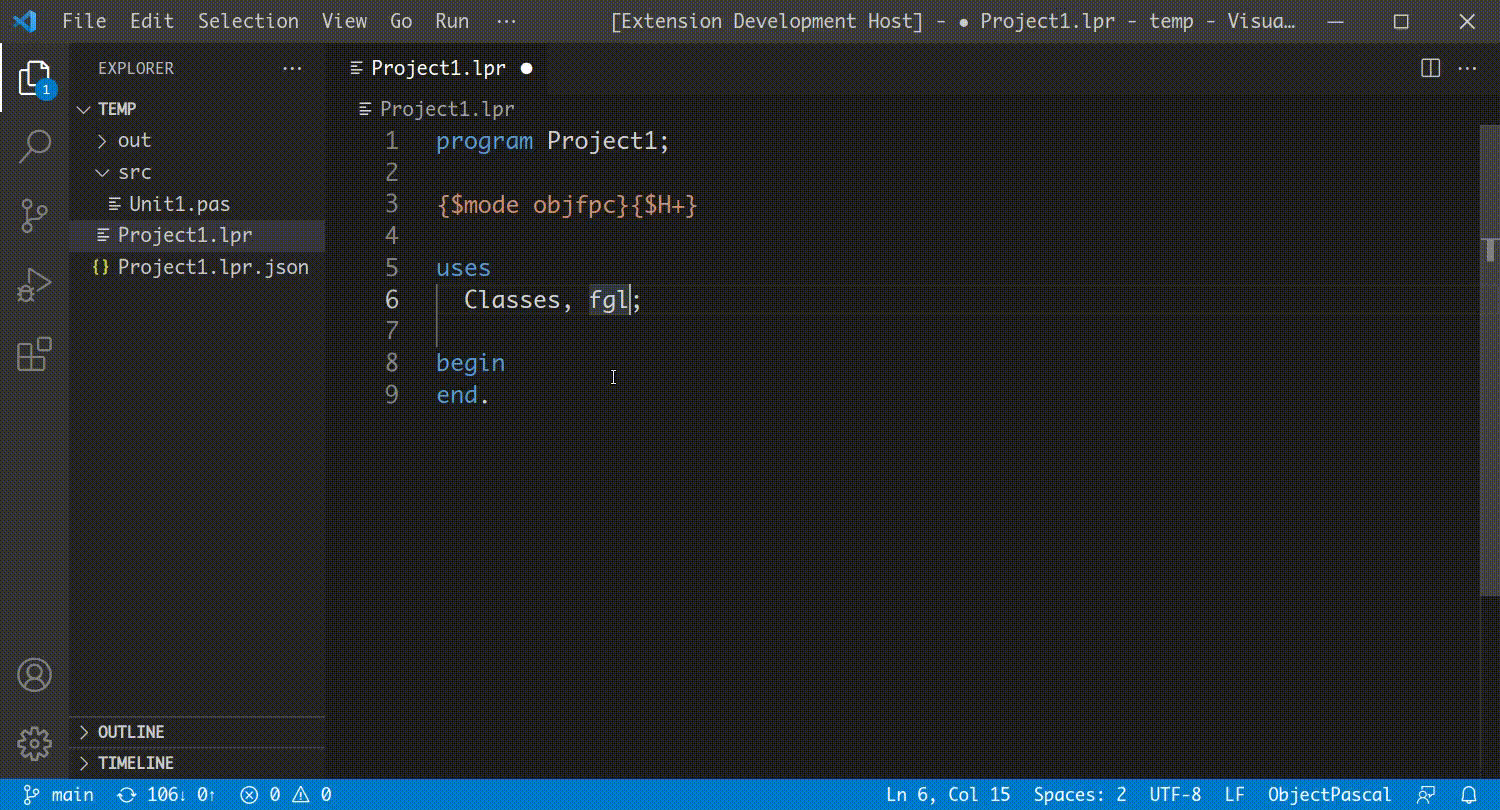 File Edit Selection View Go Run ··· [Extension Development Host] - ● Project1.lpr - temp - Visua...
1
EXPLORER ···
TEMP
out
src
Unit1.pas
Project1.lpr
Project1.lpr.json
OUTLINE
TIMELINE
Project1.lpr ●
Project1.lpr
1 program Project1;
2
3 {$mode objfpc}{$H+}
4
5 uses
6 Classes, fgl;
7
8 begin
9 end.
main 106↓ 0↑ 0 0 Ln 6, Col 15 Spaces: 2 UTF-8 LF ObjectPascal